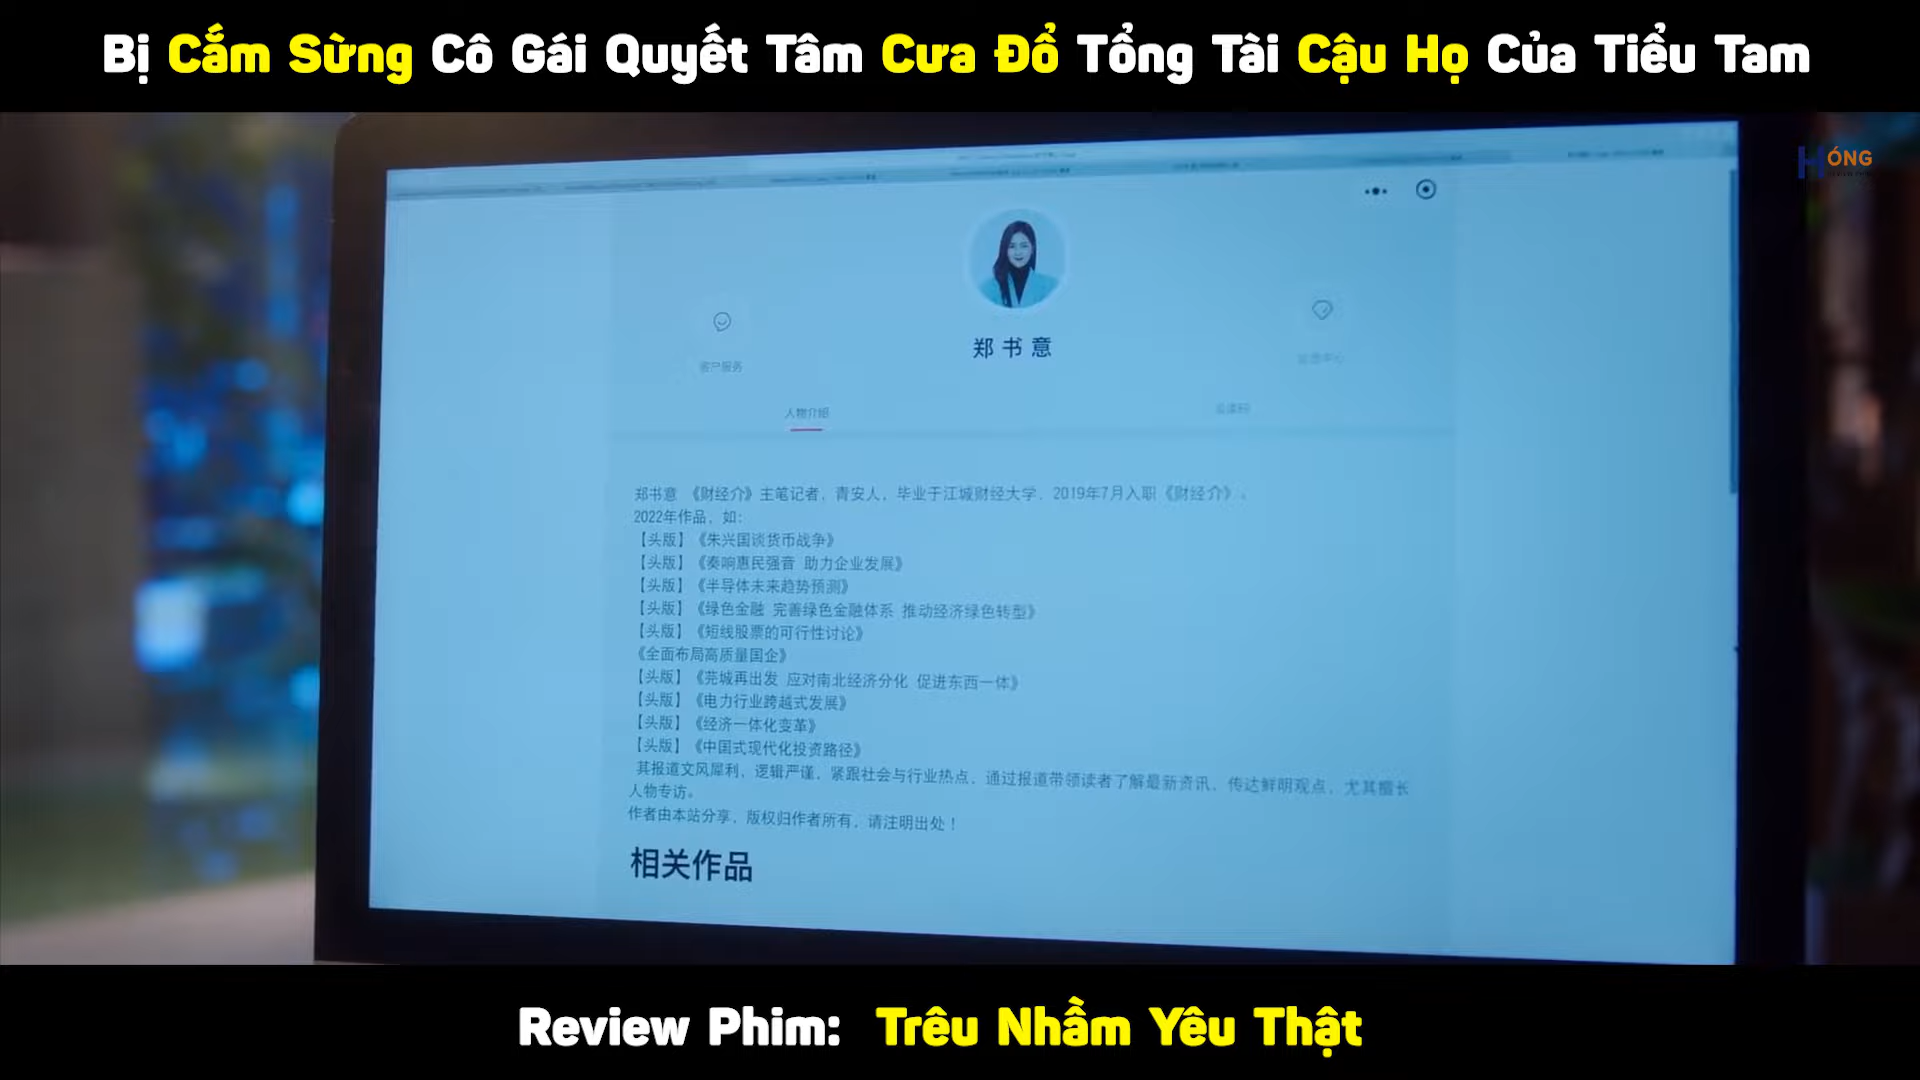 Bị Cắm Sừng Cô Gái Quyết Tâm Cưa Đổ Tổng Tài Cậu Họ Của Tiểu Tam
HÓNG
郑书意
客户服务
人物介绍
郑书意 《财经介》主笔记者，青安人，毕业于江城财经大学，2019年7月入职《财经介》。
2022年作品，如：
【头版】《朱兴国谈货币战争》
【头版】《奏响惠民强音 助力企业发展》
【头版】《半导体未来趋势预测》
【头版】《绿色金融 完善绿色金融体系 推动经济绿色转型》
【头版】《短线股票的可行性讨论》
《全面布局高质量国企》
【头版】《芜城再出发 应对南北经济分化 促进东西一体》
【头版】《电力行业跨越式发展》
【头版】《经济一体化变革》
【头版】《中国式现代化投资路径》
其报道文风犀利，逻辑严谨，紧跟社会与行业热点，通过报道带领读者了解最新资讯，传达鲜明观点，尤其擅长
人物专访。
作者由本站分享，版权归作者所有，请注明出处！
相关作品
Review Phim: Trêu Nhầm Yêu Thật